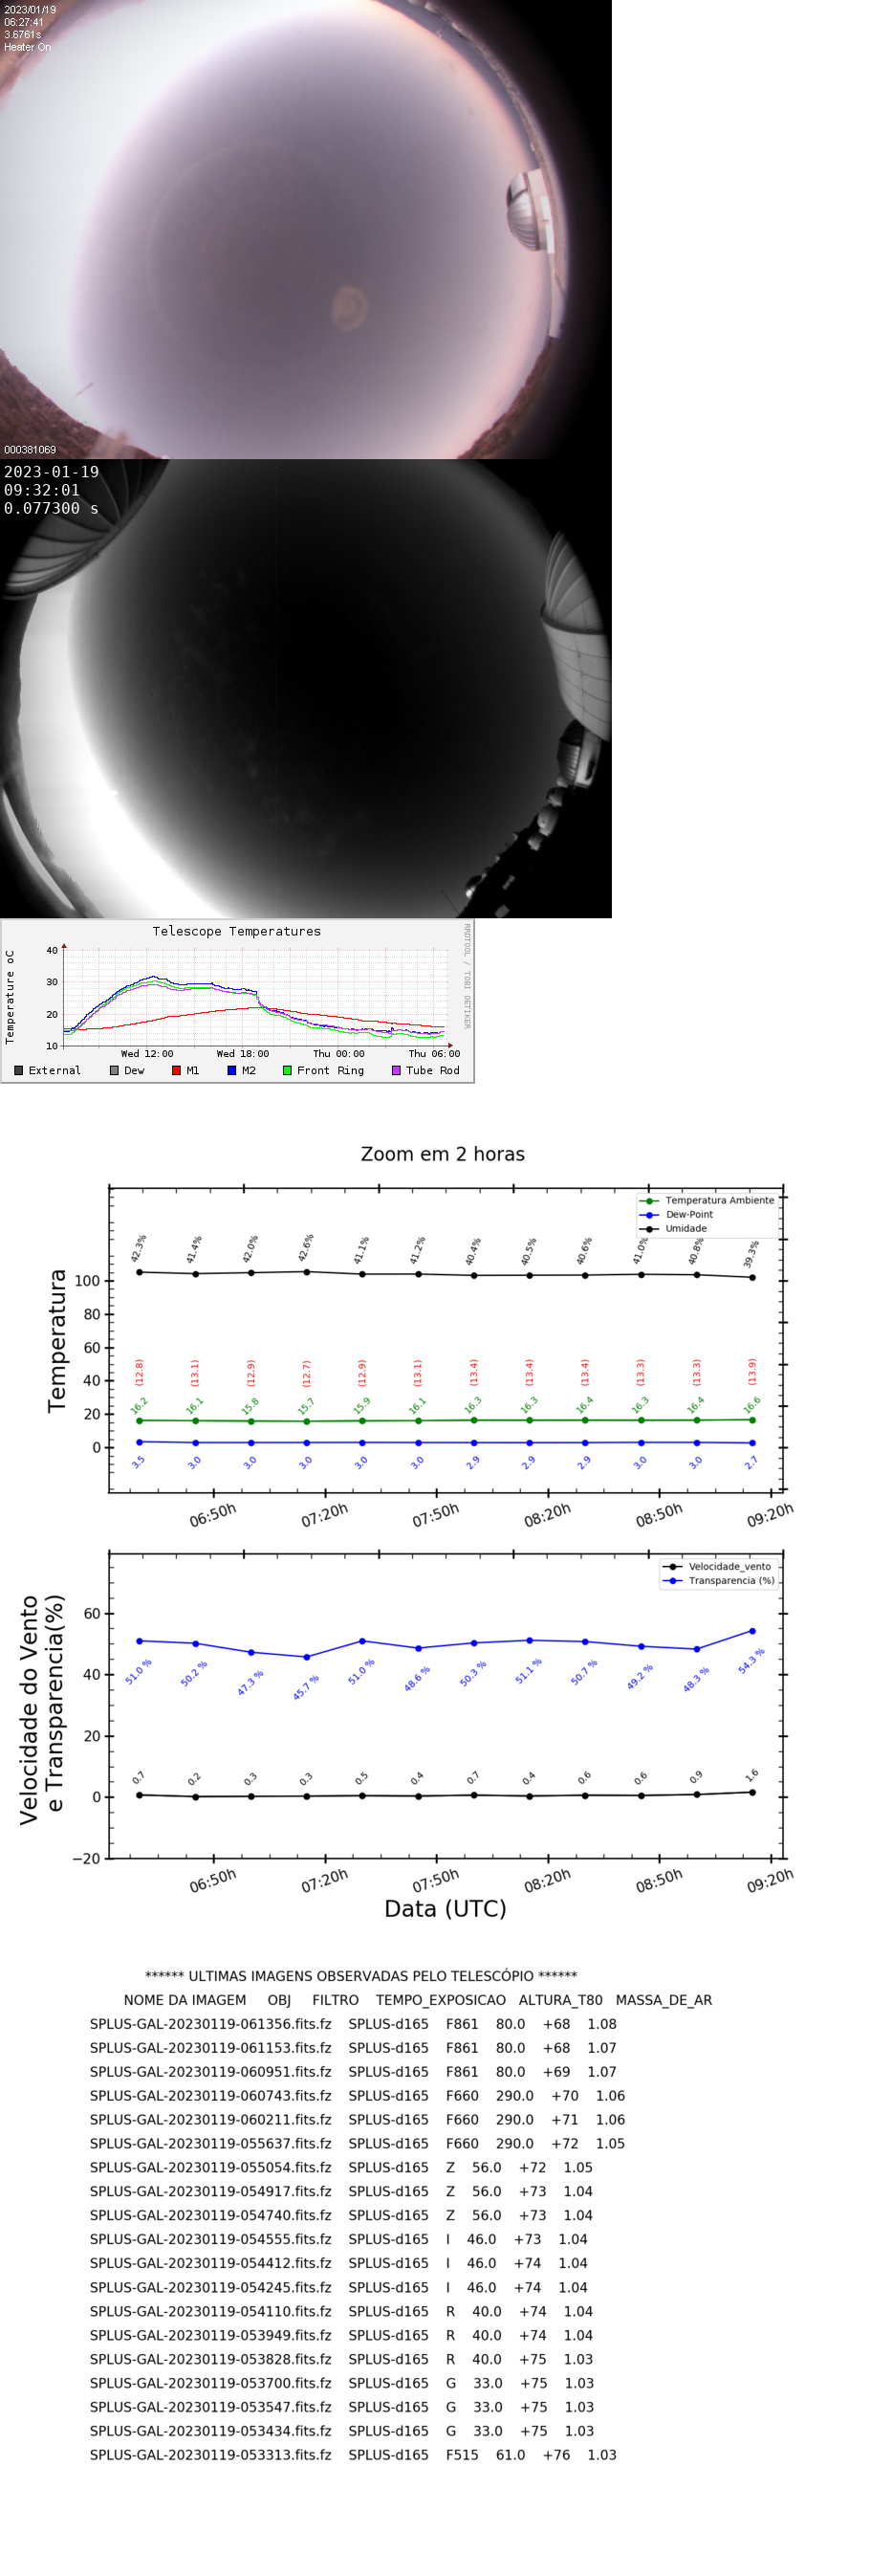 2023/01/19
06:27:41
3.6761s
Heater On
000381069
2023-01-19
09:32:01
0.077300 s
Telescope Temperatures
RRDTOOL / TOBI OETIKER
Temperature oC
40
30
20
10
Wed 12:00 Wed 18:00 Thu 00:00 Thu 06:00
External Dew M1 M2 Front Ring Tube Rod
Zoom em 2 horas
Temperatura Ambiente
Dew-Point
Umidade
Temperatura
100
80
60
40
20
0
42.3% 41.4% 42.0% 42.6% 41.1% 41.2% 40.4% 40.5% 40.6% 41.0% 40.8% 39.3%
(12.8) (13.1) (12.9) (12.7) (12.9) (13.1) (13.4) (13.4) (13.4) (13.3) (13.3) (13.9)
16.2 16.1 15.8 15.7 15.9 16.1 16.3 16.3 16.4 16.3 16.4 16.6
3.5 3.0 3.0 3.0 3.0 3.0 2.9 2.9 2.9 3.0 3.0 2.7
06:50h 07:20h 07:50h 08:20h 08:50h 09:20h
Velocidade_vento
Transparencia (%)
Velocidade do Vento
e Transparencia(%)
60
40
20
0
−20
51.0 % 50.2 % 47.3 % 45.7 % 51.0 % 48.6 % 50.3 % 51.1 % 50.7 % 49.2 % 48.3 % 54.3 %
0.7 0.2 0.3 0.3 0.5 0.4 0.7 0.4 0.6 0.6 0.9 1.6
06:50h 07:20h 07:50h 08:20h 08:50h 09:20h
Data (UTC)
****** ULTIMAS IMAGENS OBSERVADAS PELO TELESCÓPIO ******
NOME DA IMAGEM OBJ FILTRO TEMPO_EXPOSICAO ALTURA_T80 MASSA_DE_AR
SPLUS-GAL-20230119-061356.fits.fz SPLUS-d165 F861 80.0 +68 1.08
SPLUS-GAL-20230119-061153.fits.fz SPLUS-d165 F861 80.0 +68 1.07
SPLUS-GAL-20230119-060951.fits.fz SPLUS-d165 F861 80.0 +69 1.07
SPLUS-GAL-20230119-060743.fits.fz SPLUS-d165 F660 290.0 +70 1.06
SPLUS-GAL-20230119-060211.fits.fz SPLUS-d165 F660 290.0 +71 1.06
SPLUS-GAL-20230119-055637.fits.fz SPLUS-d165 F660 290.0 +72 1.05
SPLUS-GAL-20230119-055054.fits.fz SPLUS-d165 Z 56.0 +72 1.05
SPLUS-GAL-20230119-054917.fits.fz SPLUS-d165 Z 56.0 +73 1.04
SPLUS-GAL-20230119-054740.fits.fz SPLUS-d165 Z 56.0 +73 1.04
SPLUS-GAL-20230119-054555.fits.fz SPLUS-d165 I 46.0 +73 1.04
SPLUS-GAL-20230119-054412.fits.fz SPLUS-d165 I 46.0 +74 1.04
SPLUS-GAL-20230119-054245.fits.fz SPLUS-d165 I 46.0 +74 1.04
SPLUS-GAL-20230119-054110.fits.fz SPLUS-d165 R 40.0 +74 1.04
SPLUS-GAL-20230119-053949.fits.fz SPLUS-d165 R 40.0 +74 1.04
SPLUS-GAL-20230119-053828.fits.fz SPLUS-d165 R 40.0 +75 1.03
SPLUS-GAL-20230119-053700.fits.fz SPLUS-d165 G 33.0 +75 1.03
SPLUS-GAL-20230119-053547.fits.fz SPLUS-d165 G 33.0 +75 1.03
SPLUS-GAL-20230119-053434.fits.fz SPLUS-d165 G 33.0 +75 1.03
SPLUS-GAL-20230119-053313.fits.fz SPLUS-d165 F515 61.0 +76 1.03